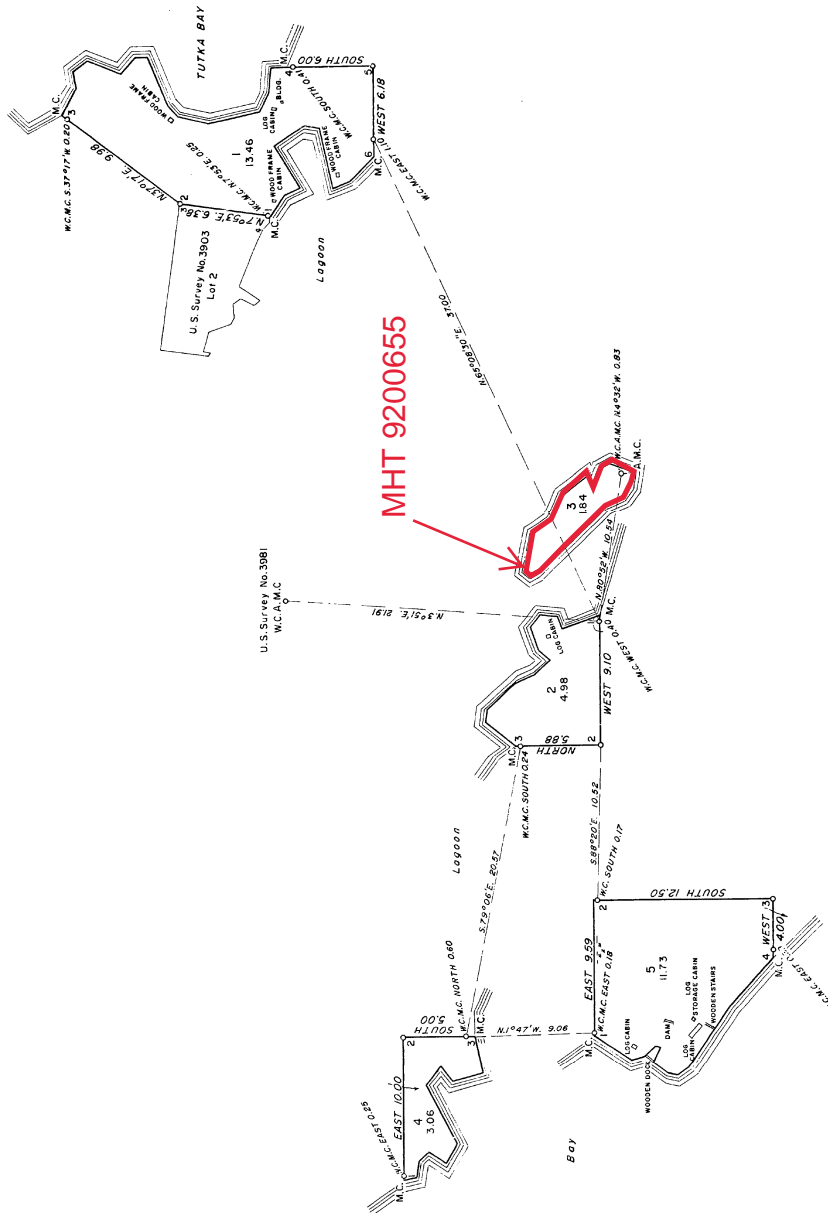 TUTKA BAY
M.C.
3
W.C.M.C. S.37°17'W. 0.20
N37°17'E.
9.98
WOOD FRAME
CABIN
M.C.
4
SOUTH 6.00
5
W.C.M.C. SOUTH 0.41
BLDG.
LOG
CABIN
1
13.46
W.C.M.C. N.7°53'E. 0.25
WOOD FRAME
CABIN
WOOD FRAME
CABIN
WEST 6.18
6
M.C.
W.C.M.C. EAST 1.10
2
N.7°53'E. 6.38
1
M.C.
U.S. Survey No. 3903
Lot 2
Lagoon
N.65°08'30"E. 37.00
MHT 9200655
W.C.A.M.C. N.4°32'W. 0.83
A.M.C.
3
1.84
N.80°52'W. 10.54
U.S. Survey No. 3981
W.C.A.M.C
N.3°51'E. 21.91
LOG CABIN
1
M.C.
W.C.M.C. WEST 0.40
2
4.98
WEST 9.10
M.C.
3
NORTH
5.88
2
W.C.M.C. SOUTH 0.24
Lagoon
S.79°06'E. 20.57
S.88°20'E. 10.52
W.C. SOUTH 0.17
2
SOUTH 12.50
3
EAST 9.59
W.C.M.C. EAST 0.18
1
M.C.
5
11.73
LOG CABIN
DAM
LOG
STORAGE CABIN
LOG
CABIN
WOODEN STAIRS
WOODEN DOCK
WEST
4.00
4
M.C.
W.C.M.C. EAST
W.C.M.C. NORTH 0.60
SOUTH
5.00
2
3
M.C.
N.1°47'W. 9.06
EAST 10.00
4
3.06
W.C.M.C. EAST 0.25
M.C.
Bay